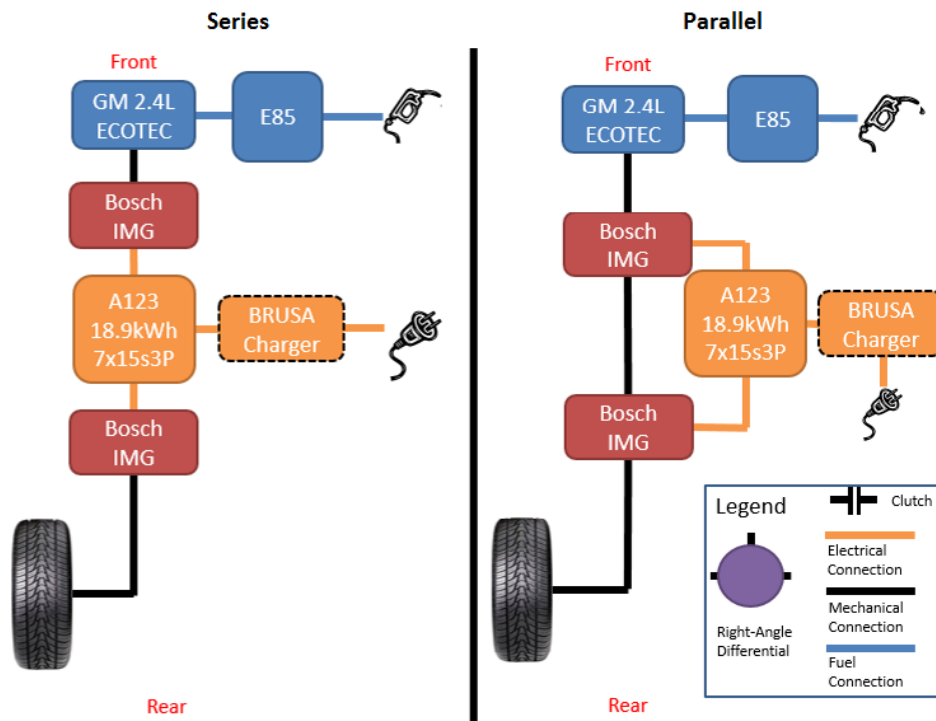 Series
Front
GM 2.4L
ECOTEC
E85
Bosch
IMG
A123
18.9kWh
7x15s3P
BRUSA
Charger
Bosch
IMG
Rear
Parallel
Front
GM 2.4L
ECOTEC
E85
Bosch
IMG
A123
18.9kWh
7x15s3P
BRUSA
Charger
Bosch
IMG
Rear
Legend
Right-Angle
Differential
Clutch
Electrical
Connection
Mechanical
Connection
Fuel
Connection